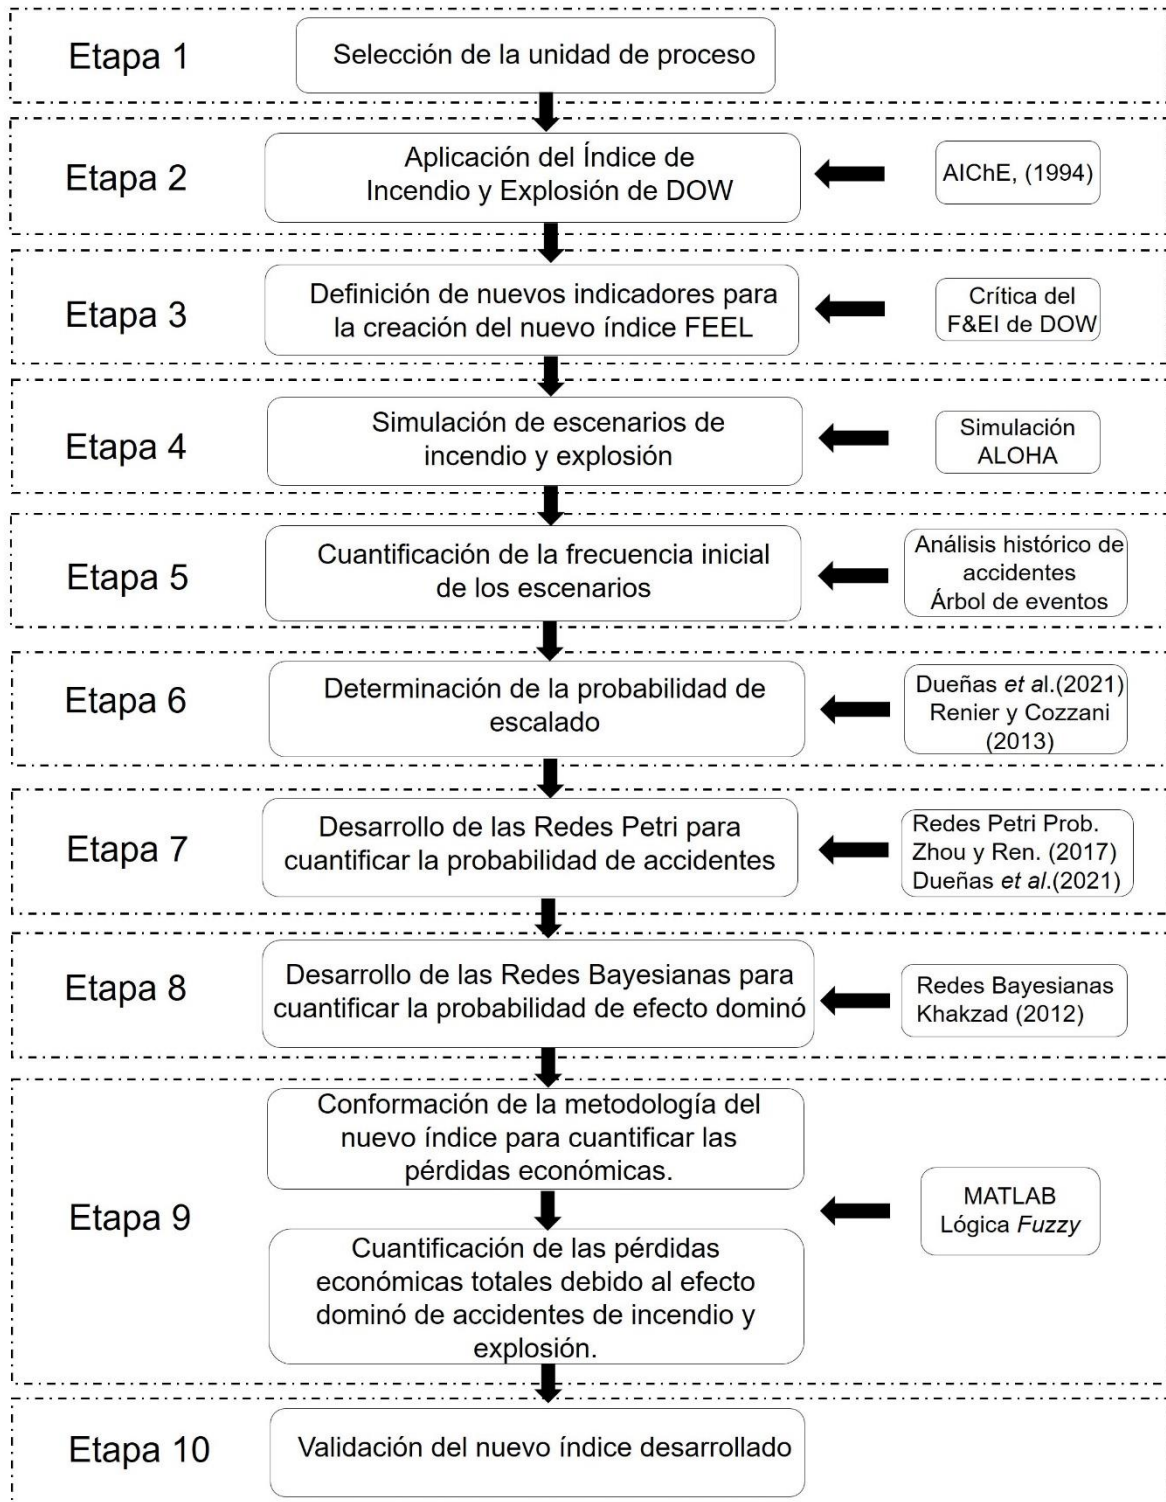 Etapa 1
Selección de la unidad de proceso
Etapa 2
Aplicación del Índice de
Incendio y Explosión de DOW
AIChE, (1994)
Etapa 3
Definición de nuevos indicadores para
la creación del nuevo índice FEEL
Crítica del
F&EI de DOW
Etapa 4
Simulación de escenarios de
incendio y explosión
Simulación
ALOHA
Etapa 5
Cuantificación de la frecuencia inicial
de los escenarios
Análisis histórico de
accidentes
Árbol de eventos
Etapa 6
Determinación de la probabilidad de
escalado
Dueñas et al.(2021)
Renier y Cozzani
(2013)
Etapa 7
Desarrollo de las Redes Petri para
cuantificar la probabilidad de accidentes
Redes Petri Prob.
Zhou y Ren. (2017)
Dueñas et al.(2021)
Etapa 8
Desarrollo de las Redes Bayesianas para
cuantificar la probabilidad de efecto dominó
Redes Bayesianas
Khakzad (2012)
Etapa 9
Conformación de la metodología del
nuevo índice para cuantificar las
pérdidas económicas.
Cuantificación de las pérdidas
económicas totales debido al efecto
dominó de accidentes de incendio y
explosión.
MATLAB
Lógica Fuzzy
Etapa 10
Validación del nuevo índice desarrollado